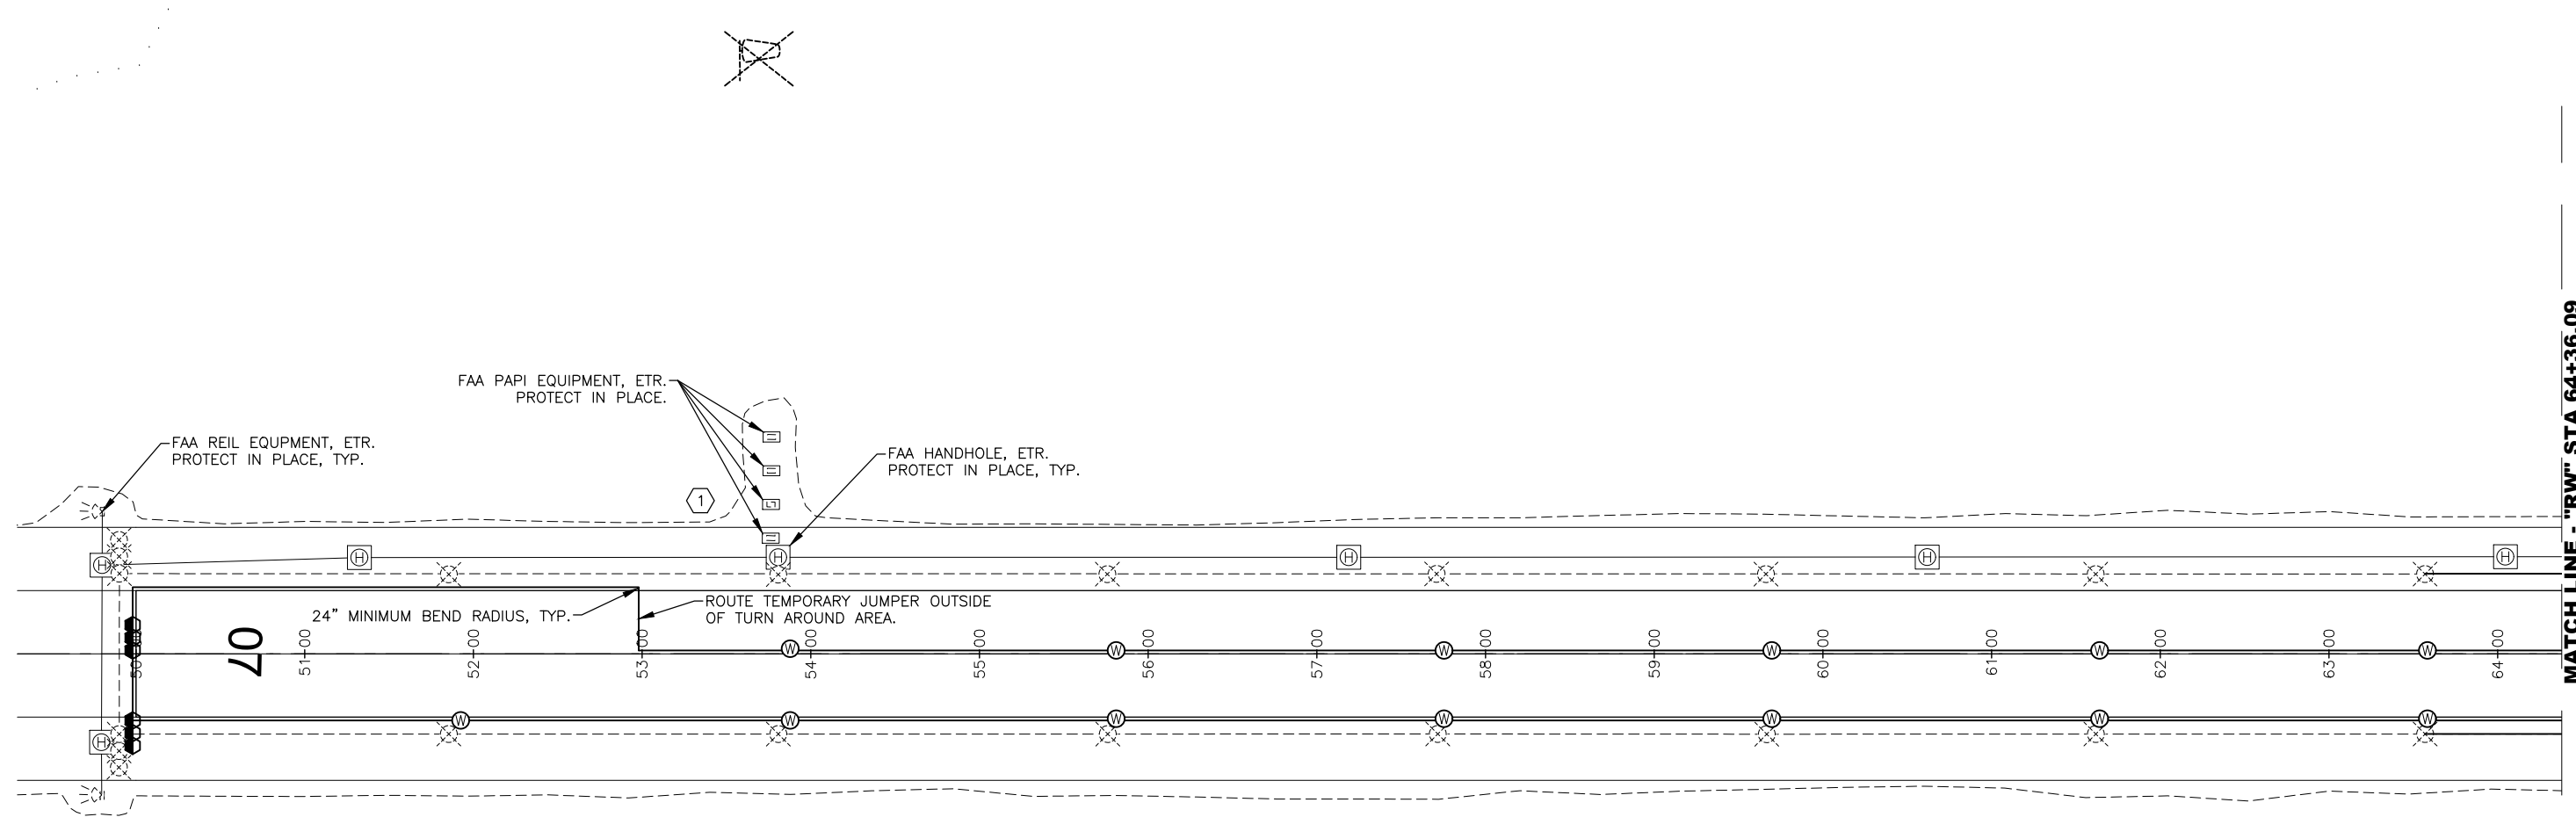 FAA PAPI EQUIPMENT, ETR.
PROTECT IN PLACE.
FAA REIL EQUPMENT, ETR.
PROTECT IN PLACE, TYP.
FAA HANDHOLE, ETR.
PROTECT IN PLACE, TYP.
1
H
H
H
H
H
H
24" MINIMUM BEND RADIUS, TYP.
ROUTE TEMPORARY JUMPER OUTSIDE
OF TURN AROUND AREA.
07
51+00
52+00
53+00
54+00
55+00
56+00
57+00
58+00
59+00
60+00
61+00
62+00
63+00
64+00
W
W
W
W
W
W
W
W
W
W
W
W
W
H
MATCH LINE - "RW" STA 64+36.09